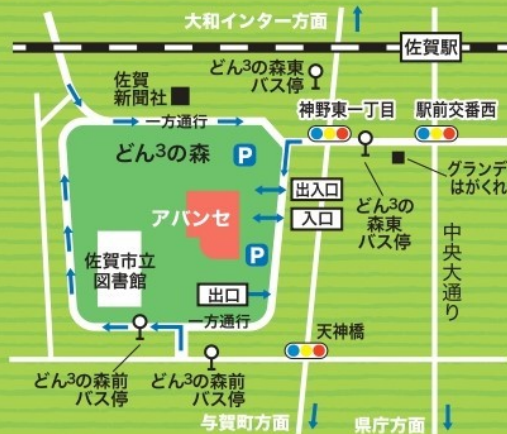 大和インター方面
佐賀駅
どん3の森東
バス停
佐賀
新聞社
神野東一丁目
駅前交番西
一方通行
どん3の森
P
グランデ
はがくれ
出入口
どん3の
森東
バス停
アバンセ
入口
中央大通り
佐賀市立
図書館
P
出口
一方通行
天神橋
どん3の森前
バス停
どん3の森前
バス停
与賀町方面
県庁方面